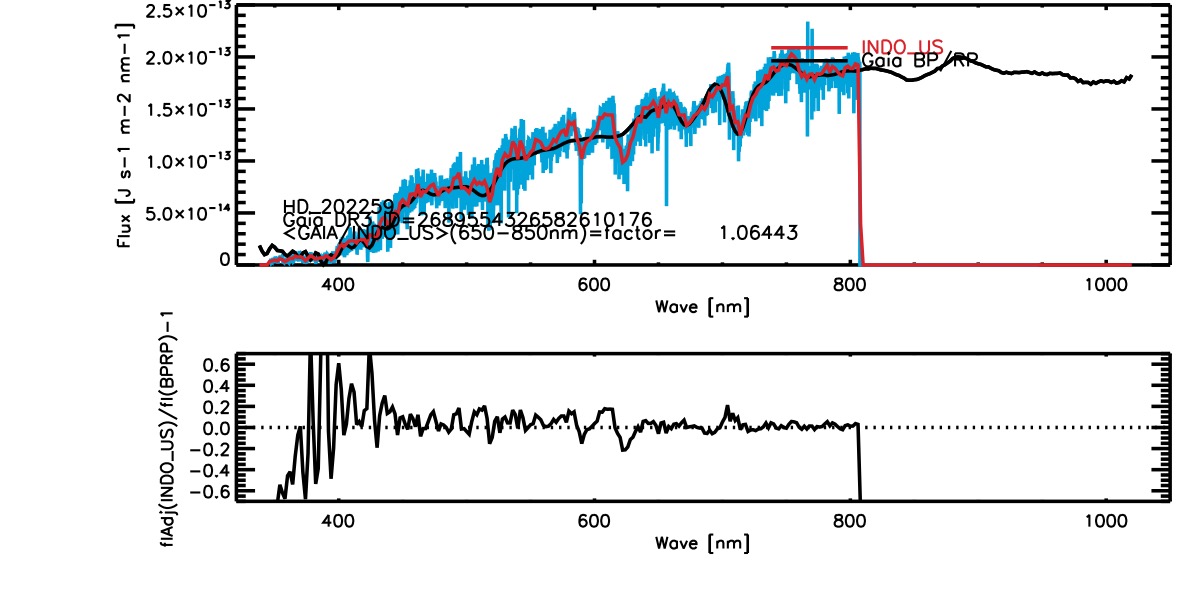 2.5×10−13
2.0×10−13
1.5×10−13
1.0×10−13
5.0×10−14
0
Flux [J s−1 m−2 nm−1]
INDO_US
Gaia BP/RP
HD_202259
Gaia DR3 ID=2689554326582610176
<GAIA/INDO_US>(650−850nm)=factor= 1.06443
400 600 800 1000
Wave [nm]
flAdj(INDO_US)/fl(BPRP)−1
0.6
0.4
0.2
0.0
−0.2
−0.4
−0.6
400 600 800 1000
Wave [nm]